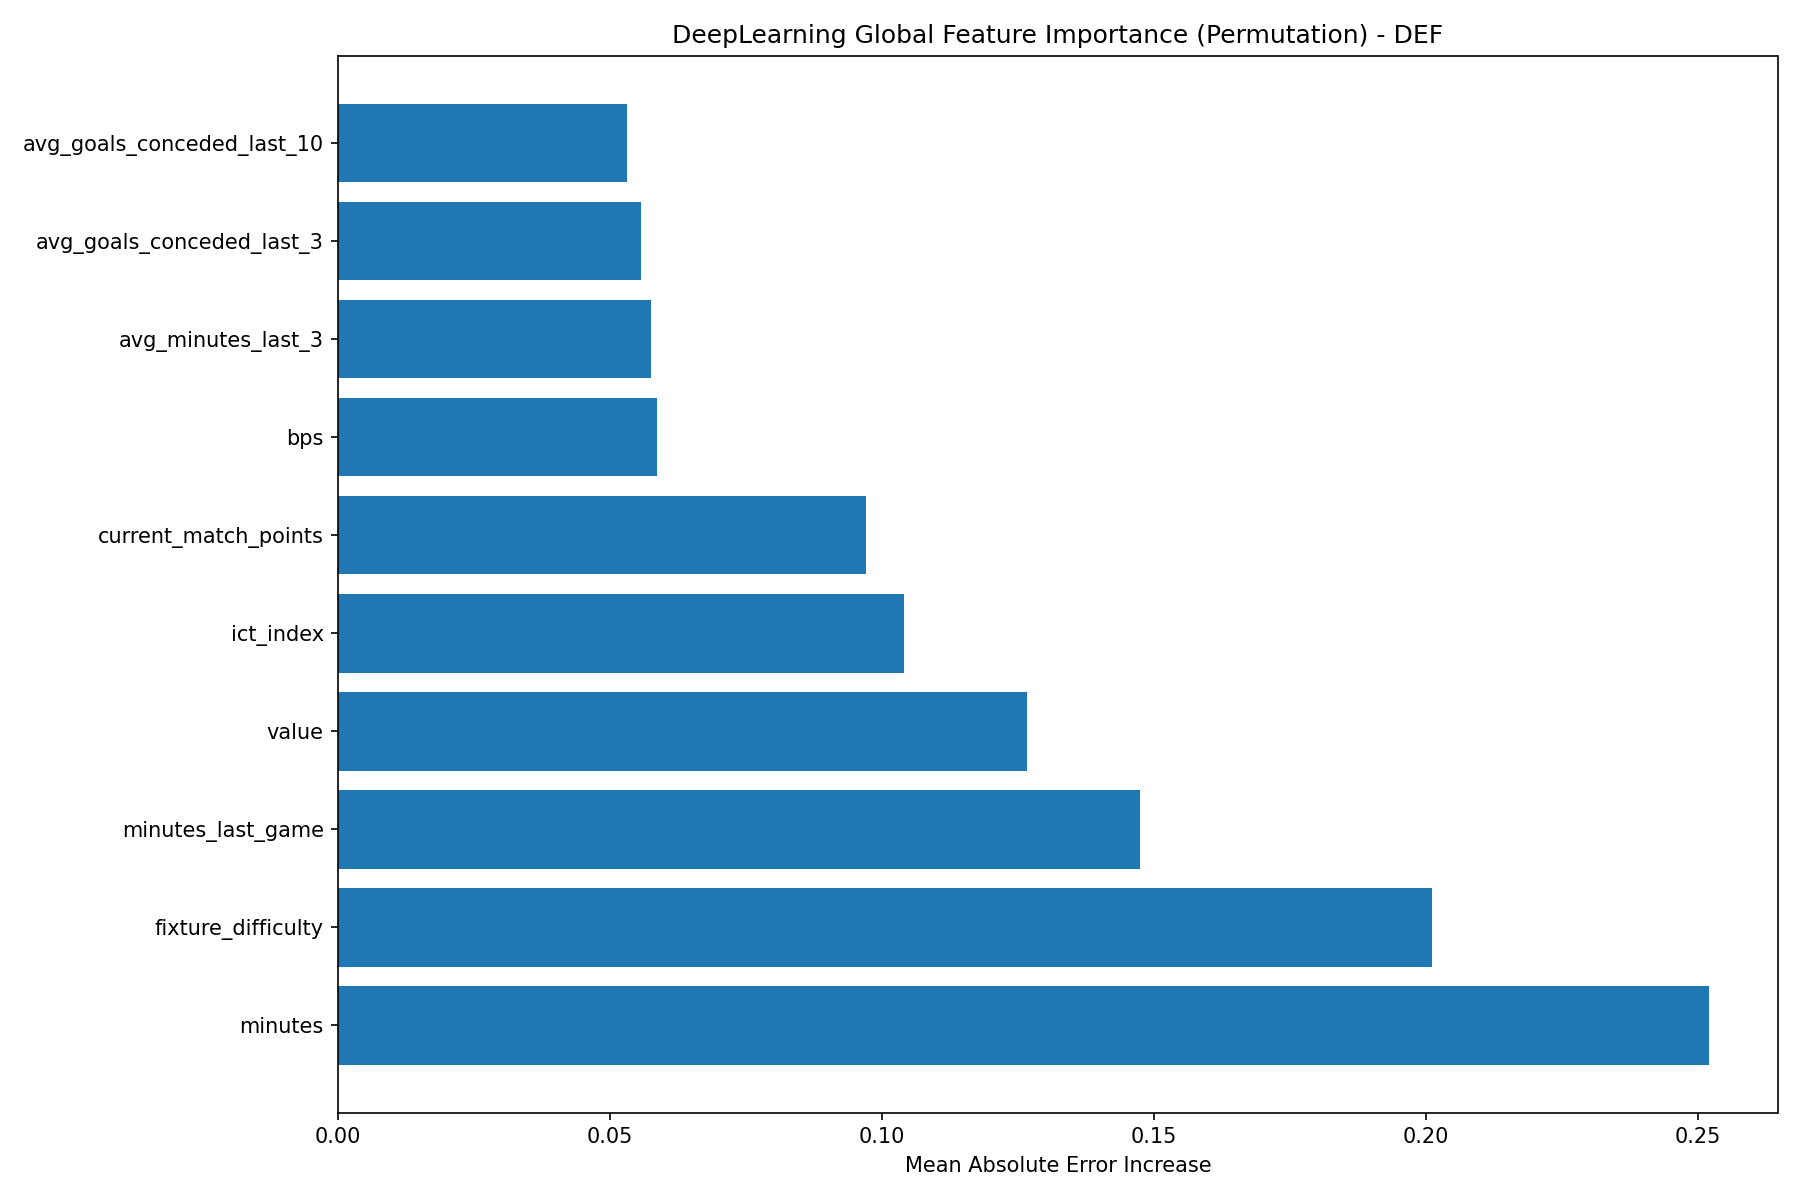 DeepLearning Global Feature Importance (Permutation) - DEF
avg_goals_conceded_last_10
avg_goals_conceded_last_3
avg_minutes_last_3
bps
current_match_points
ict_index
value
minutes_last_game
fixture_difficulty
minutes
0.00 0.05 0.10 0.15 0.20 0.25
Mean Absolute Error Increase